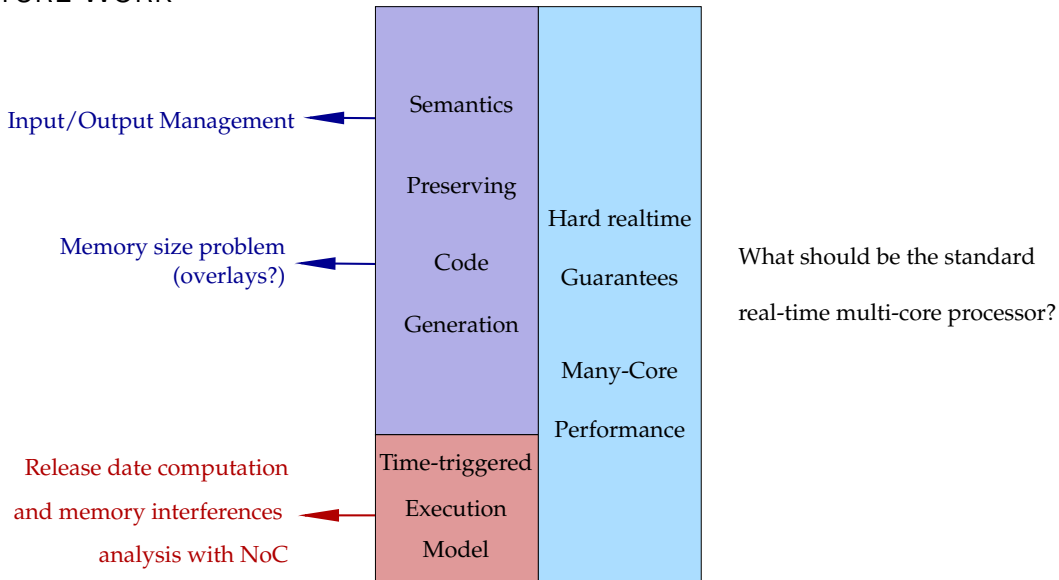 WORK
Input/Output Management
Memory size problem
(overlays?)
Release date computation
and memory interferences
analysis with NoC
Semantics
Preserving
Code
Generation
Time-triggered
Execution
Model
Hard realtime
Guarantees
Many-Core
Performance
What should be the standard
real-time multi-core processor?